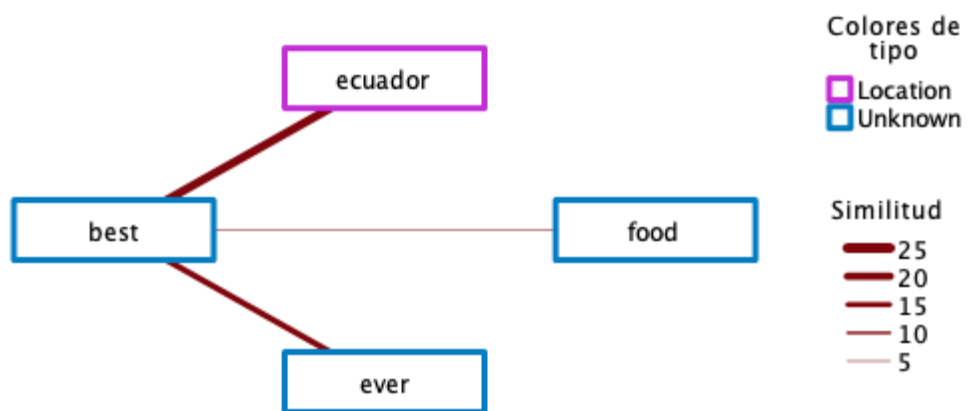 ecuador
best
food
ever
Colores de
tipo
Location
Unknown
Similitud
25
20
15
10
5